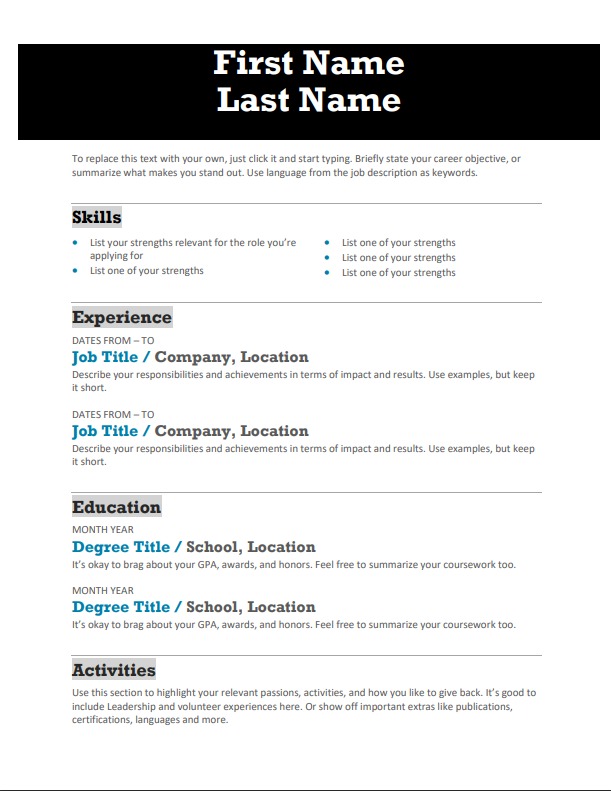 First Name
Last Name
To replace this text with your own, just click it and start typing. Briefly state your career objective, or
summarize what makes you stand out. Use language from the job description as keywords.
Skills
• List your strengths relevant for the role you’re
applying for
• List one of your strengths
• List one of your strengths
• List one of your strengths
• List one of your strengths
Experience
DATES FROM – TO
Job Title / Company, Location
Describe your responsibilities and achievements in terms of impact and results. Use examples, but keep
it short.
DATES FROM – TO
Job Title / Company, Location
Describe your responsibilities and achievements in terms of impact and results. Use examples, but keep
it short.
Education
MONTH YEAR
Degree Title / School, Location
It’s okay to brag about your GPA, awards, and honors. Feel free to summarize your coursework too.
MONTH YEAR
Degree Title / School, Location
It’s okay to brag about your GPA, awards, and honors. Feel free to summarize your coursework too.
Activities
Use this section to highlight your relevant passions, activities, and how you like to give back. It’s good to
include Leadership and volunteer experiences here. Or show off important extras like publications,
certifications, languages and more.